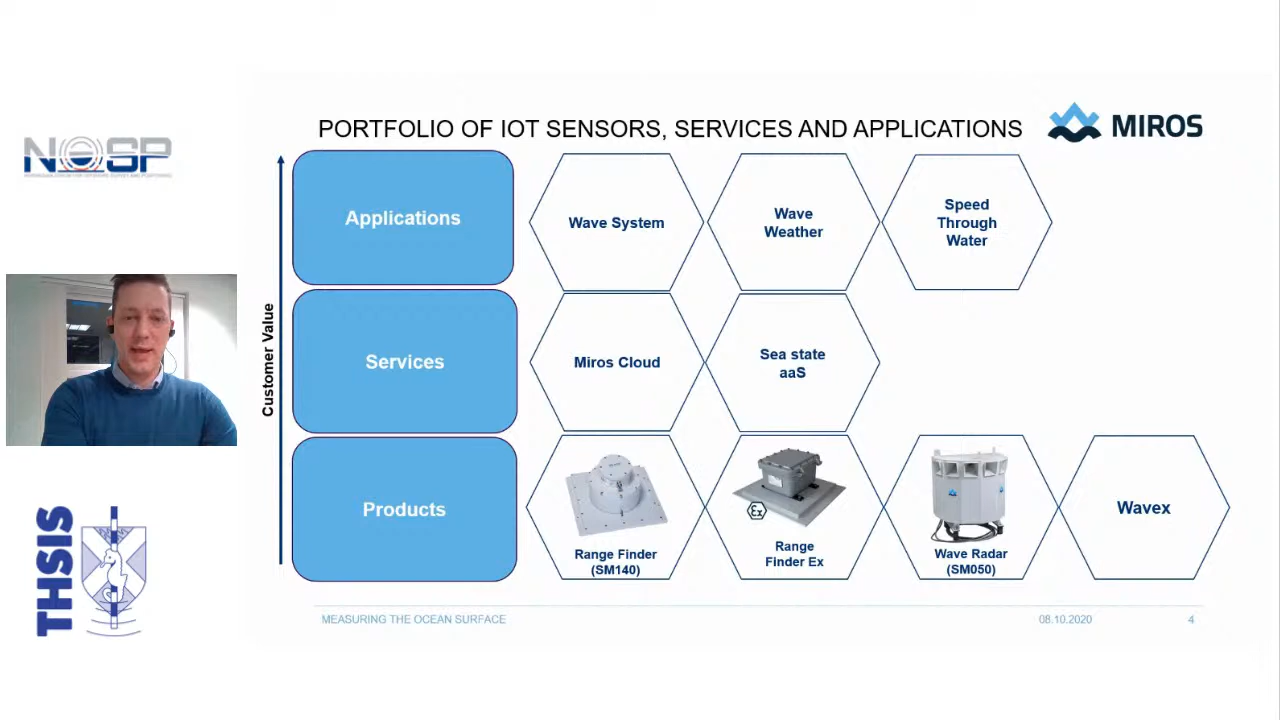 PORTFOLIO OF IOT SENSORS, SERVICES AND APPLICATIONS
MIROS
NOSP
Customer Value
Applications
Wave System
Wave
Weather
Speed
Through
Water
Services
Miros Cloud
Sea state
aaS
Products
Range Finder
(SM140)
Ex
Range
Finder Ex
Wave Radar
(SM050)
Wavex
THSIS
MEASURING THE OCEAN SURFACE
08.10.2020
4